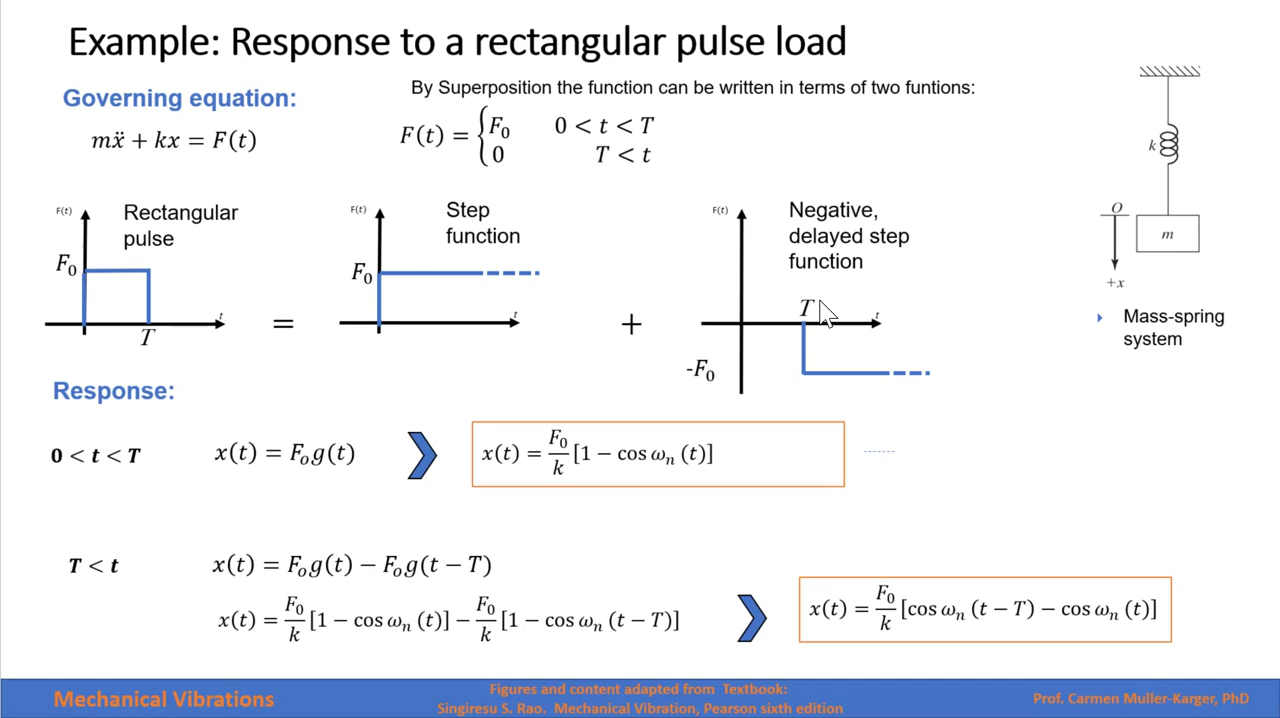 Example: Response to a rectangular pulse load
Governing equation:
mẍ + kx = F(t)
By Superposition the function can be written in terms of two funtions:
F(t) = { F₀    0 < t < T
0    T < t
F(t)
Rectangular
pulse
F₀
t
T
=
F(t)
Step
function
F₀
t
+
F(t)
Negative,
delayed step
function
T
t
-F₀
k
O
m
+x
Mass-spring
system
Response:
0 < t < T
x(t) = Fₒg(t)
x(t) = F₀/k [1 − cos ωₙ (t)]
T < t
x(t) = Fₒg(t) − Fₒg(t − T)
x(t) = F₀/k [1 − cos ωₙ (t)] − F₀/k [1 − cos ωₙ (t − T)]
x(t) = F₀/k [cos ωₙ (t − T) − cos ωₙ (t)]
Mechanical Vibrations
Figures and content adapted from Textbook:
Singiresu S. Rao. Mechanical Vibration, Pearson sixth edition
Prof. Carmen Muller-Karger, PhD